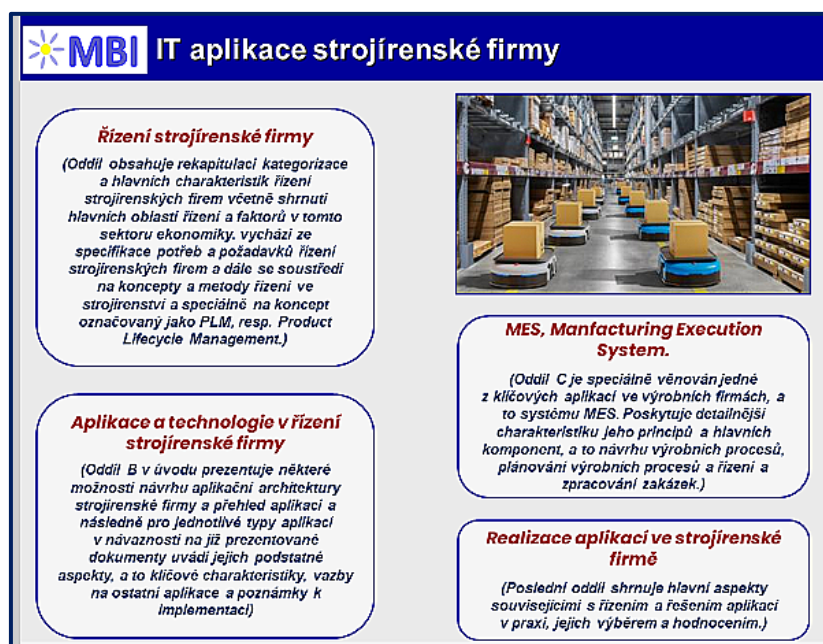 MBI IT aplikace strojírenské firmy
Řízení strojírenské firmy
(Oddíl obsahuje rekapitulaci kategorizace
a hlavních charakteristik řízení
strojírenských firem včetně shrnutí
hlavních oblastí řízení a faktorů v tomto
sektoru ekonomiky. vychází ze
specifikace potřeb a požadavků řízení
strojírenských firem a dále se soustředí
na koncepty a metody řízení ve
strojírenství a speciálně na koncept
označovaný jako PLM, resp. Product
Lifecycle Management.)
Aplikace a technologie v řízení
strojírenské firmy
(Oddíl B v úvodu prezentuje některé
možnosti návrhu aplikační architektury
strojírenské firmy a přehled aplikací a
následně pro jednotlivé typy aplikací
v návaznosti na již prezentované
dokumenty uvádí jejich podstatné
aspekty, a to klíčové charakteristiky, vazby
na ostatní aplikace a poznámky k
implementaci)
MES, Manfacturing Execution
System.
(Oddíl C je speciálně věnován jedné
z klíčových aplikací ve výrobních firmách, a
to systému MES. Poskytuje detailnější
charakteristiku jeho principů a hlavních
komponent, a to návrhu výrobních procesů,
plánování výrobních procesů a řízení a
zpracování zakázek.)
Realizace aplikací ve strojírenské
firmě
(Poslední oddíl shrnuje hlavní aspekty
souvisejícími s řízením a řešením aplikací
v praxi, jejich výběrem a hodnocením.)